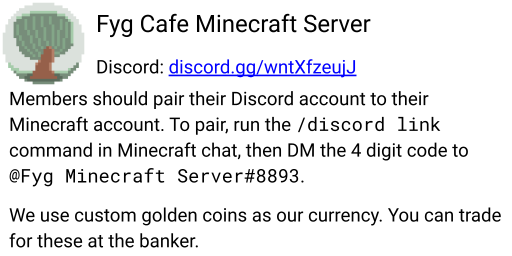 Fyg Cafe Minecraft Server
Discord: discord.gg/wntXfzeujJ
Members should pair their Discord account to their
Minecraft account. To pair, run the /discord link
command in Minecraft chat, then DM the 4 digit code to
@Fyg Minecraft Server#8893.
We use custom golden coins as our currency. You can trade
for these at the banker.